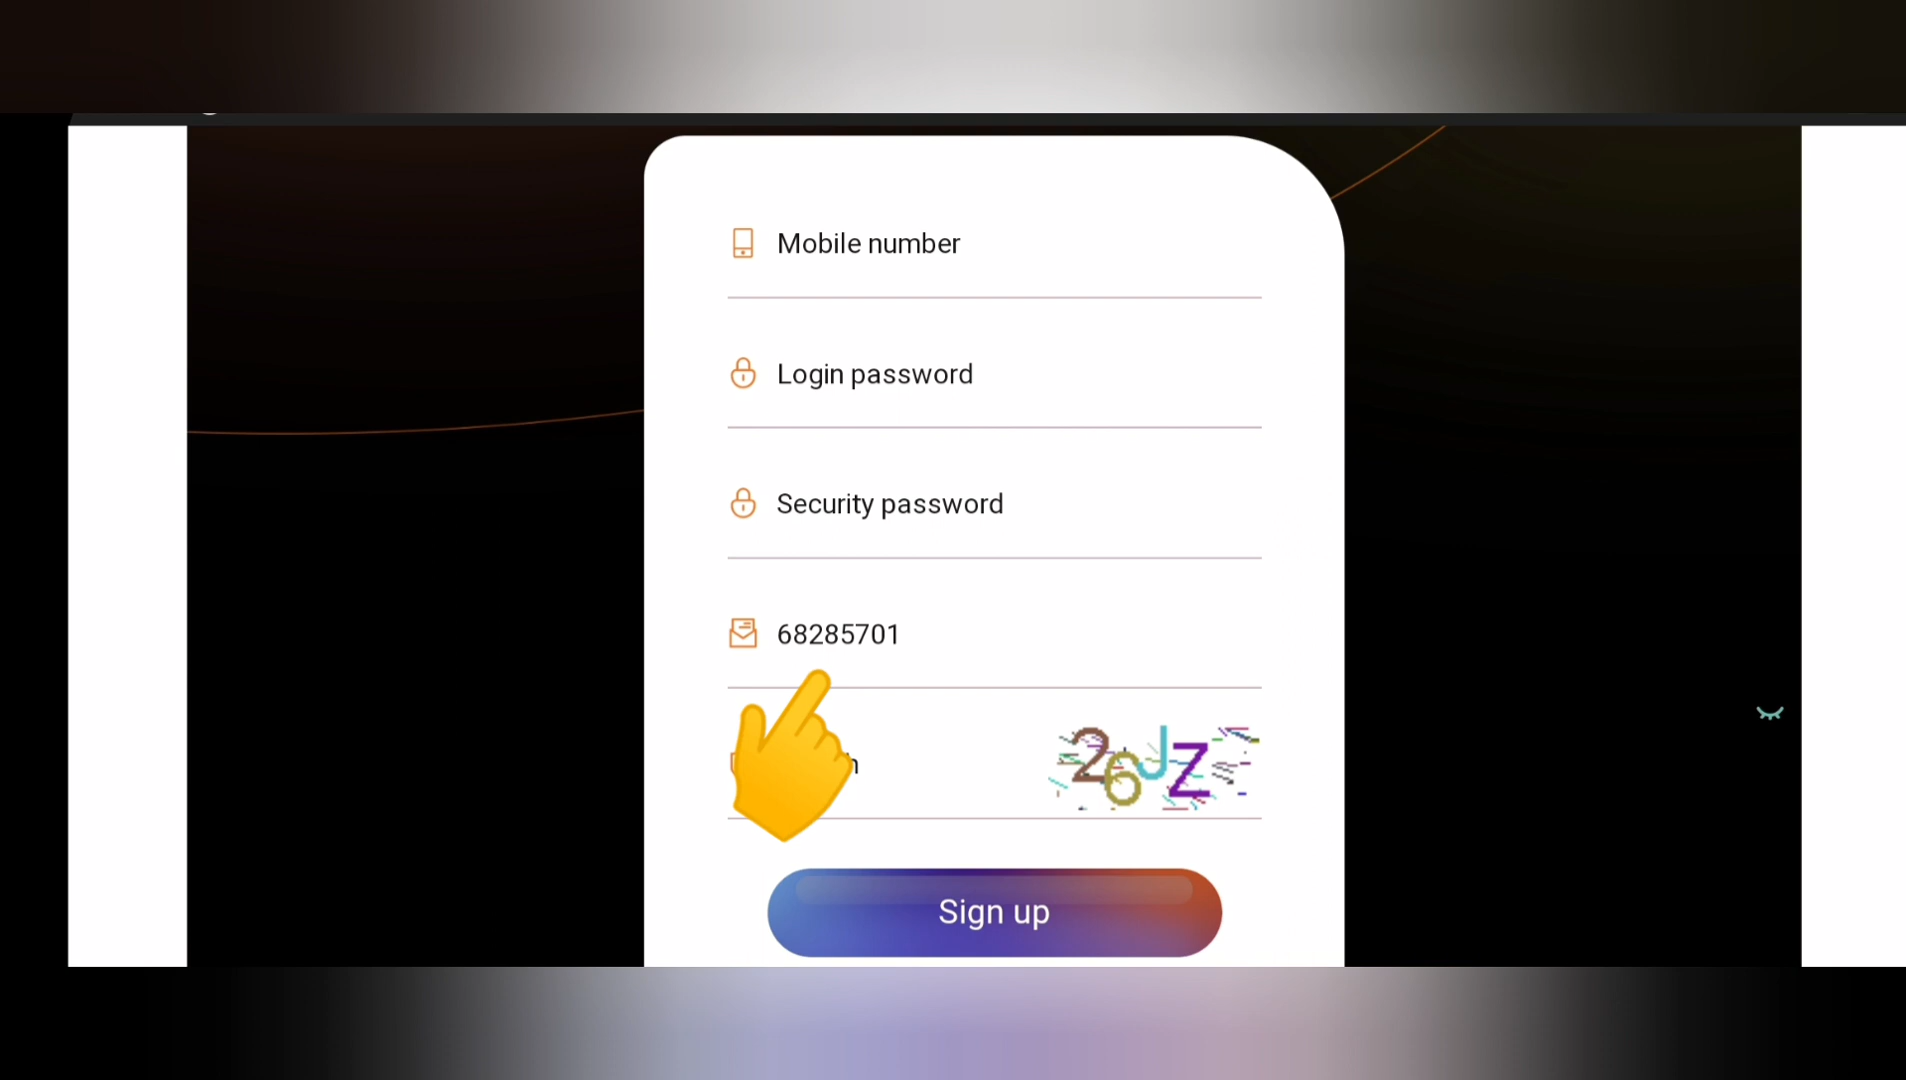 Mobile number
Login password
Security password
68285701
26JZ
Sign up